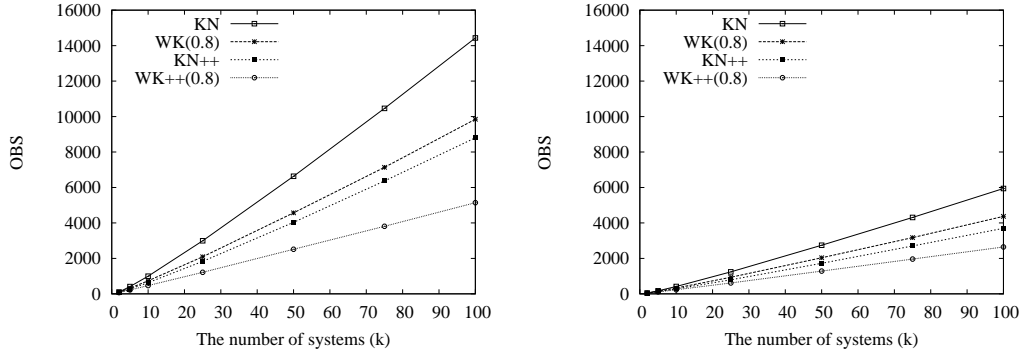 16000
14000
12000
10000
8000
6000
4000
2000
0
OBS
KN
WK(0.8)
KN++
WK++(0.8)
0 10 20 30 40 50 60 70 80 90 100
The number of systems (k)
16000
14000
12000
10000
8000
6000
4000
2000
0
OBS
KN
WK(0.8)
KN++
WK++(0.8)
0 10 20 30 40 50 60 70 80 90 100
The number of systems (k)